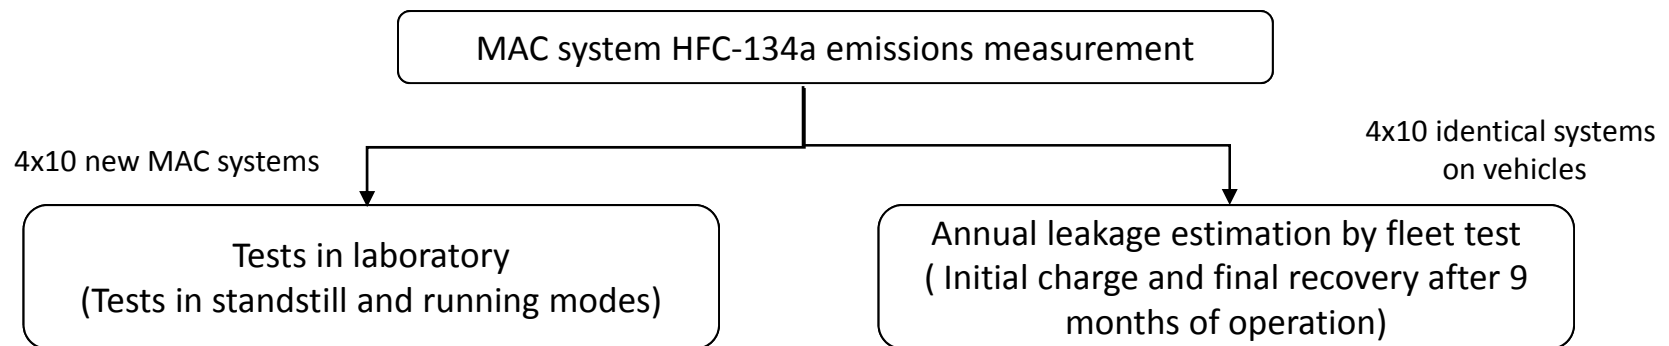 MAC system HFC-134a emissions measurement
4x10 new MAC systems
4x10 identical systems
on vehicles
Tests in laboratory
(Tests in standstill and running modes)
Annual leakage estimation by fleet test
( Initial charge and final recover after 9
months of operation)